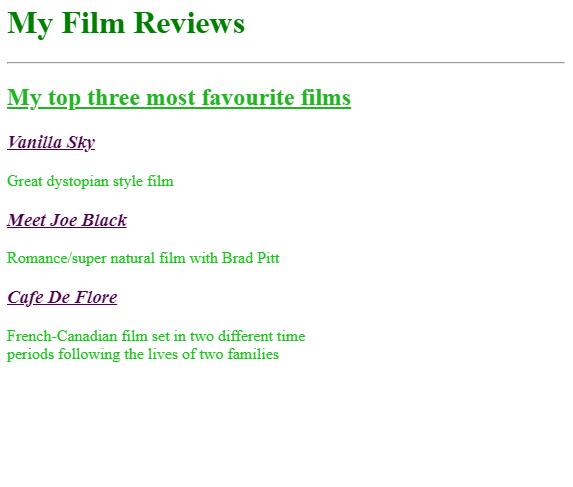 My Film Reviews
My top three most favourite films
Vanilla Sky
Great dystopian style film
Meet Joe Black
Romance/super natural film with Brad Pitt
Cafe De Flore
French-Canadian film set in two different time
periods following the lives of two families